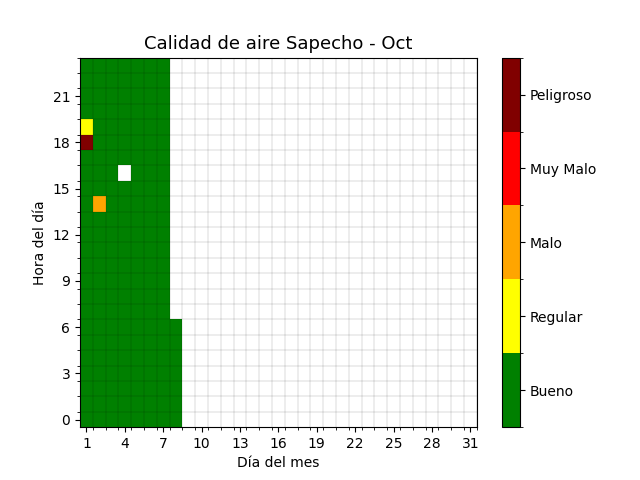 Calidad de aire Sapecho - Oct
Hora del día
21
18
15
12
9
6
3
0
1 4 7 10 13 16 19 22 25 28 31
Día del mes
Peligroso
Muy Malo
Malo
Regular
Bueno